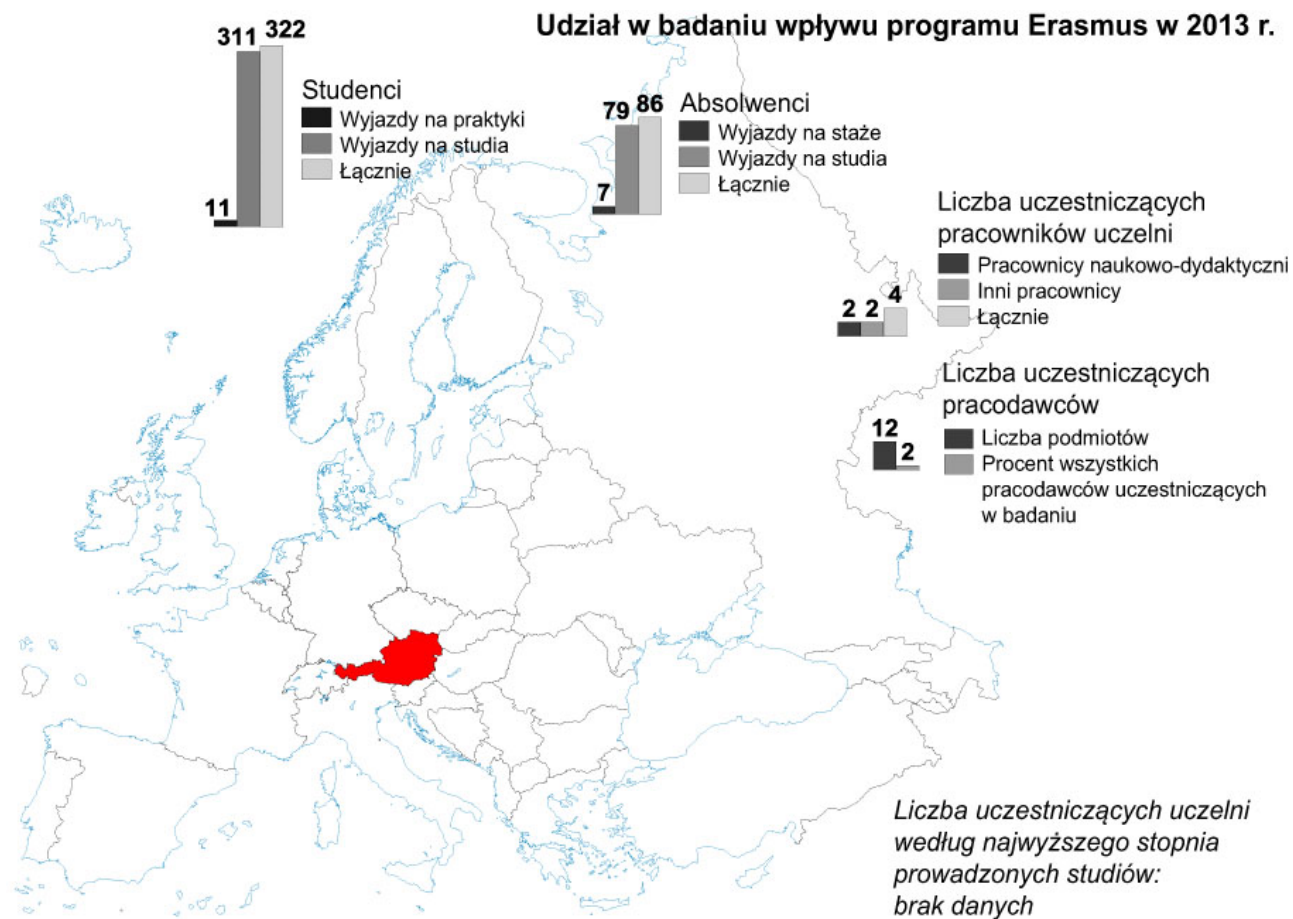 Udział w badaniu wpływu programu Erasmus w 2013 r.
311 322
11
Studenci
Wyjazdy na praktyki
Wyjazdy na studia
Łącznie
79 86
7
Absolwenci
Wyjazdy na staże
Wyjazdy na studia
Łącznie
2 2 4
Liczba uczestniczących
pracowników uczelni
Pracownicy naukowo-dydaktyczni
Inni pracownicy
Łącznie
12
2
Liczba uczestniczących
pracodawców
Liczba podmiotów
Procent wszystkich
pracodawców uczestniczących
w badaniu
Liczba uczestniczących uczelni
według najwyższego stopnia
prowadzonych studiów:
brak danych